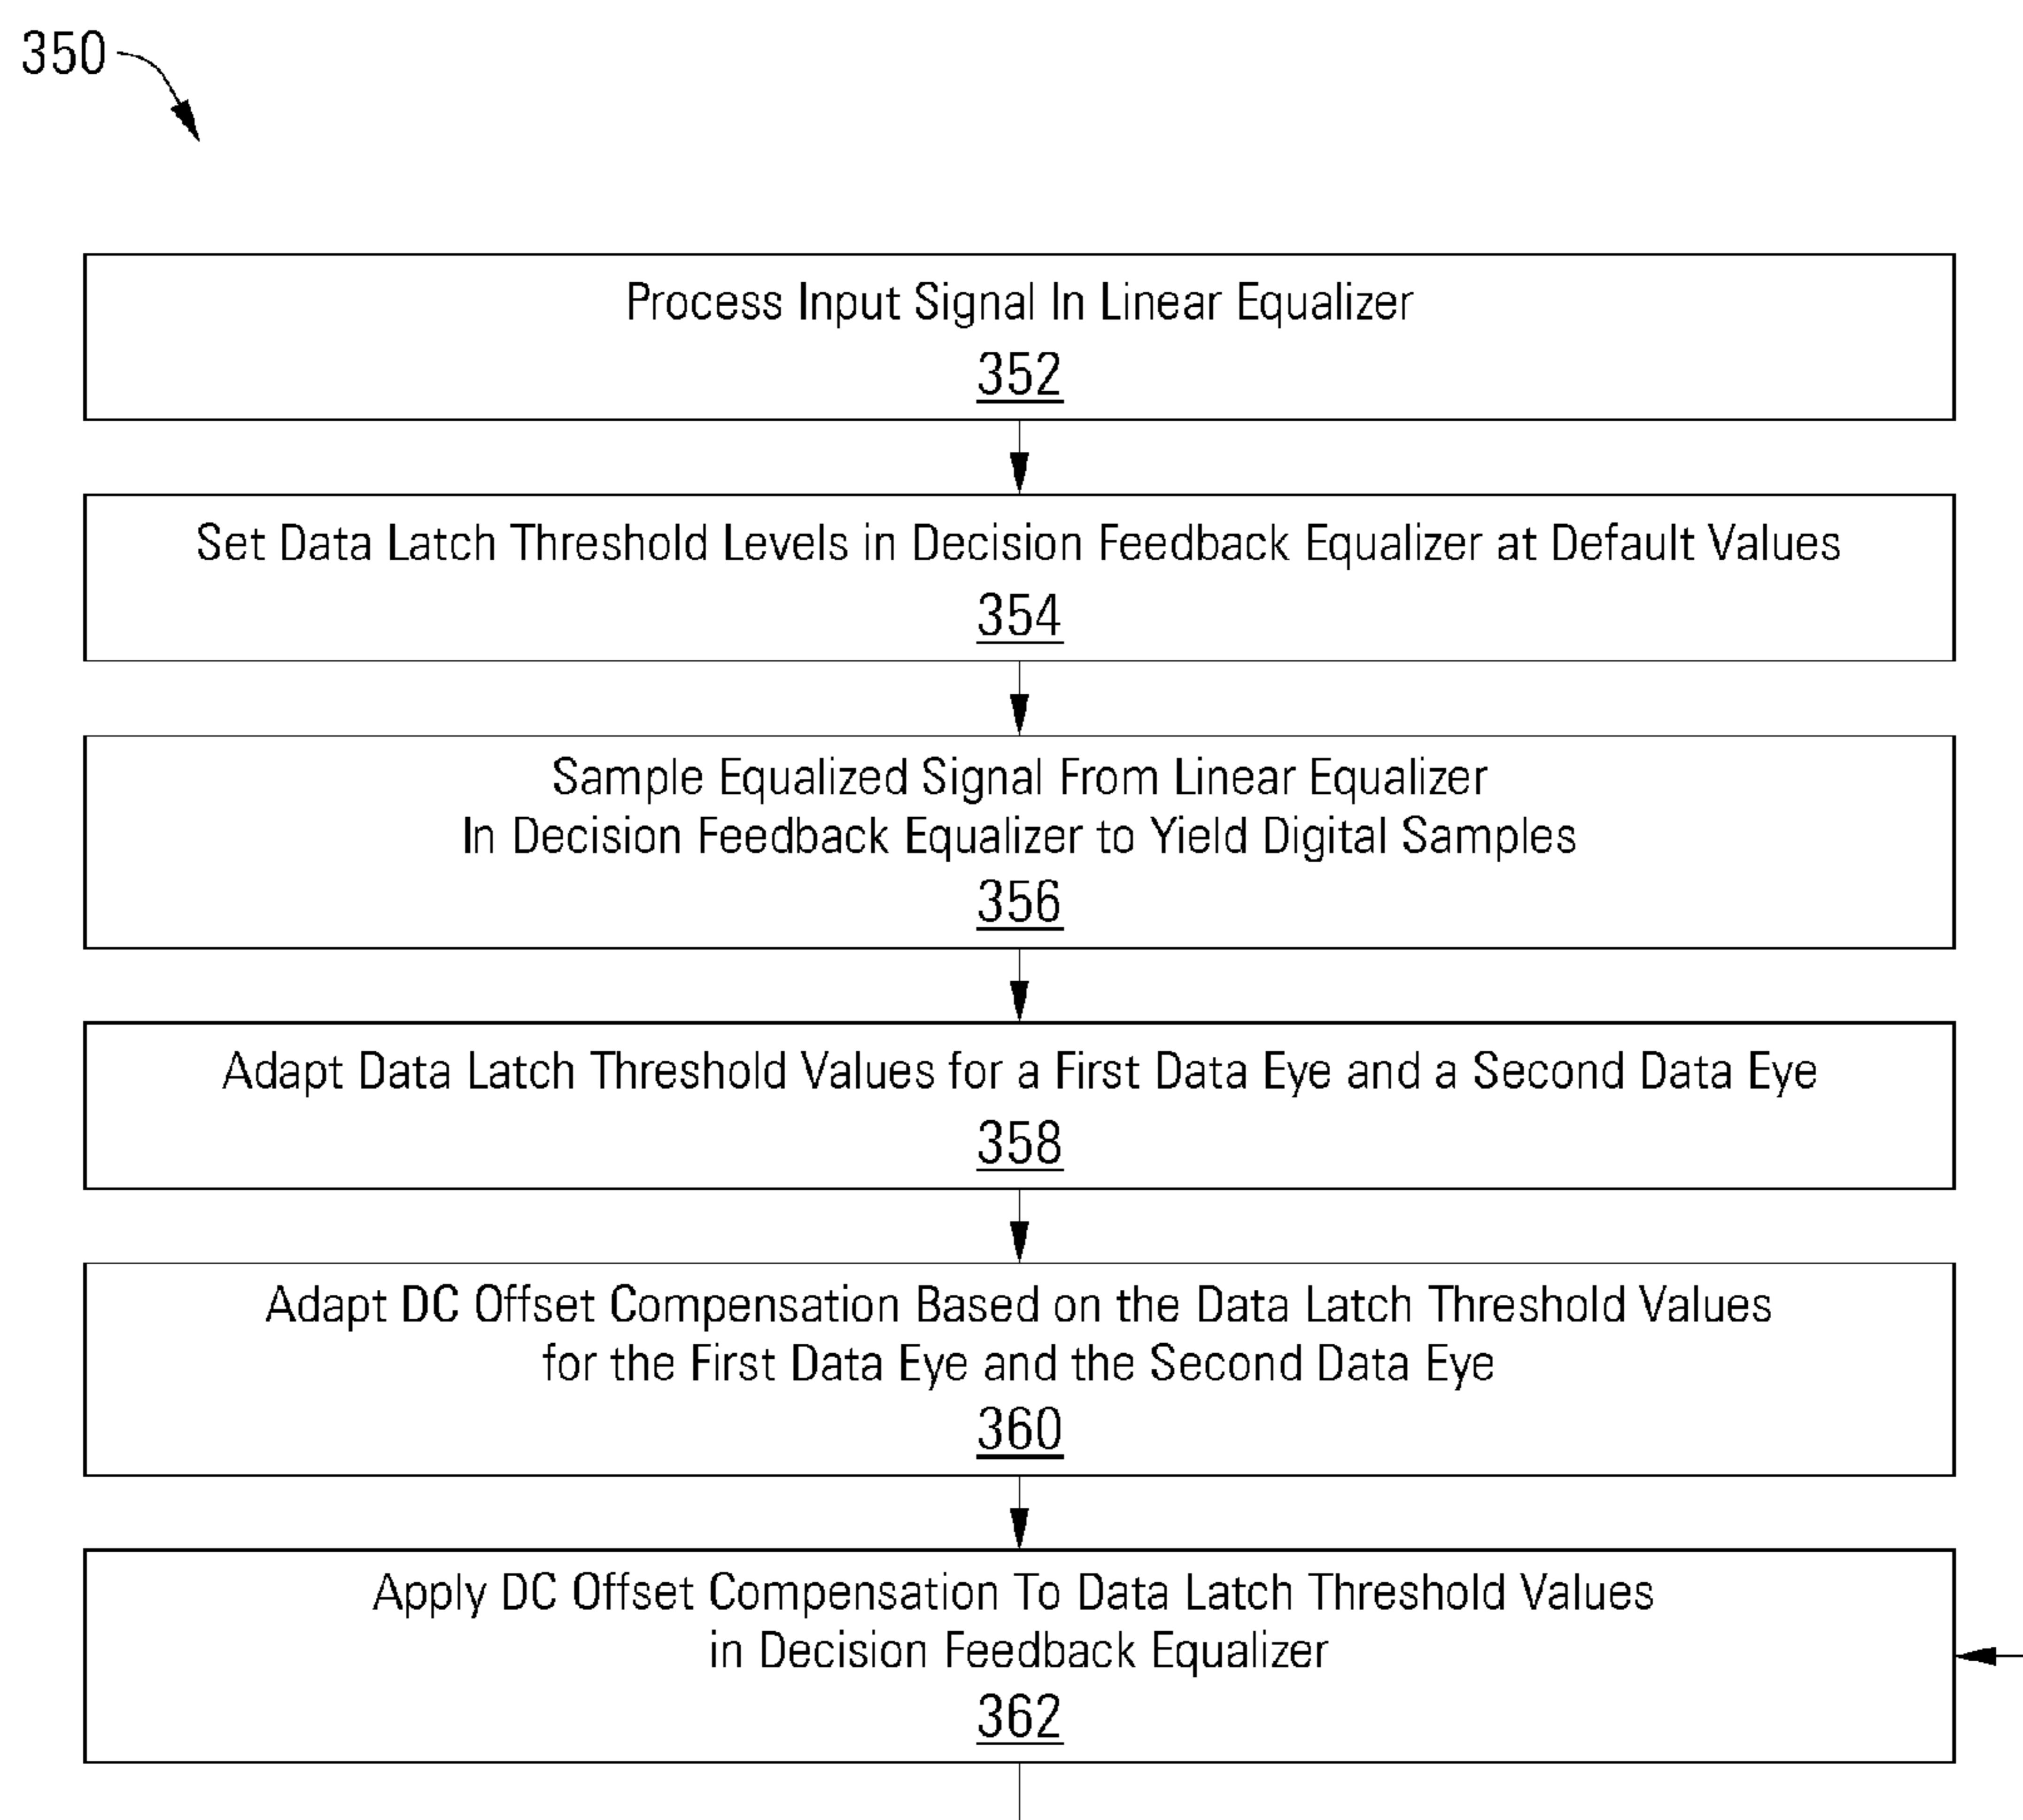 350
Process Input Signal In Linear Equalizer
352
Set Data Latch Threshold Levels in Decision Feedback Equalizer at Default Values
354
Sample Equalized Signal From Linear Equalizer
In Decision Feedback Equalizer to Yield Digital Samples
356
Adapt Data Latch Threshold Values for a First Data Eye and a Second Data Eye
358
Adapt DC Offset Compensation Based on the Data Latch Threshold Values
for the First Data Eye and the Second Data Eye
360
Apply DC Offset Compensation To Data Latch Threshold Values
in Decision Feedback Equalizer
362